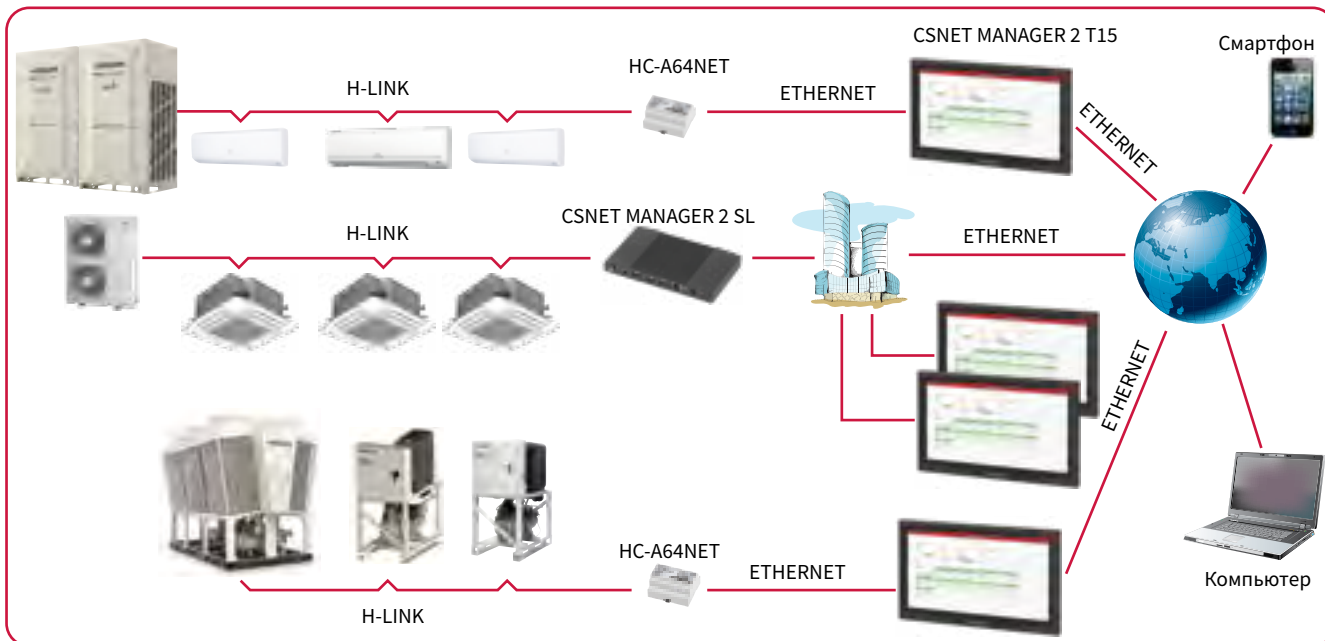 CSNET MANAGER 2 T15
Смартфон
HC-A64NET
H-LINK
ETHERNET
ETHERNET
CSNET MANAGER 2 SL
H-LINK
ETHERNET
ETHERNET
HC-A64NET
ETHERNET
Компьютер
H-LINK